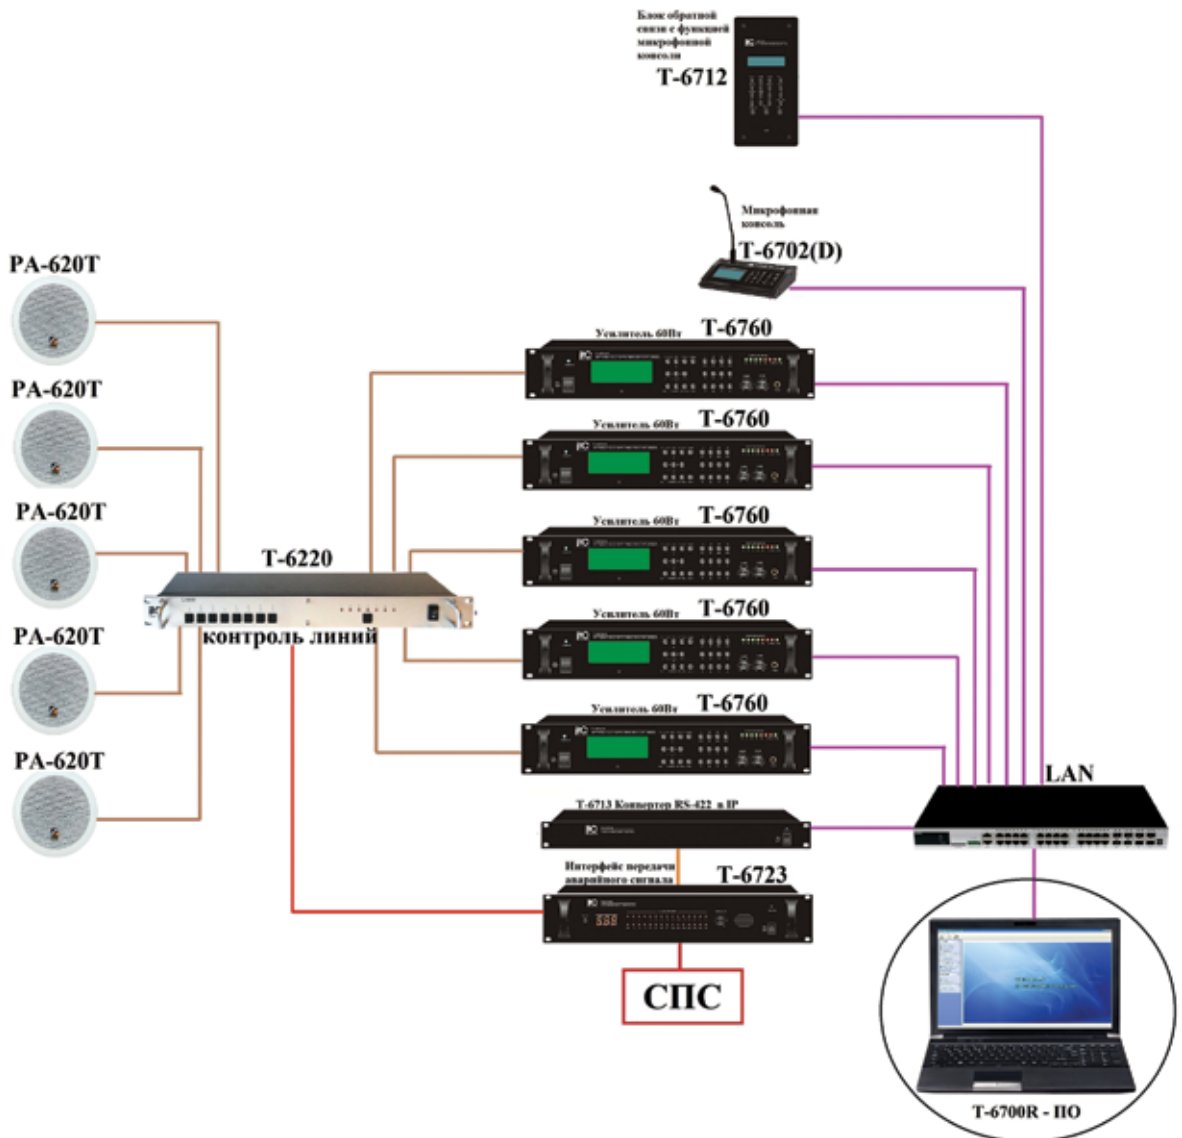 Блок обратной
связи с функцией
микрофонной
консоли
Т-6712
Микрофонная
консоль
Т-6702(D)
PA-620T
Усилитель 60Вт Т-6760
PA-620T
Усилитель 60Вт Т-6760
PA-620T
Усилитель 60Вт Т-6760
Т-6220
контроль линий
PA-620T
Усилитель 60Вт Т-6760
PA-620T
Усилитель 60Вт Т-6760
LAN
Т-6713 Конвертер RS-422 в IP
Интерфейс передачи
аварийного сигнала
Т-6723
СПС
Т-6700R - ПО